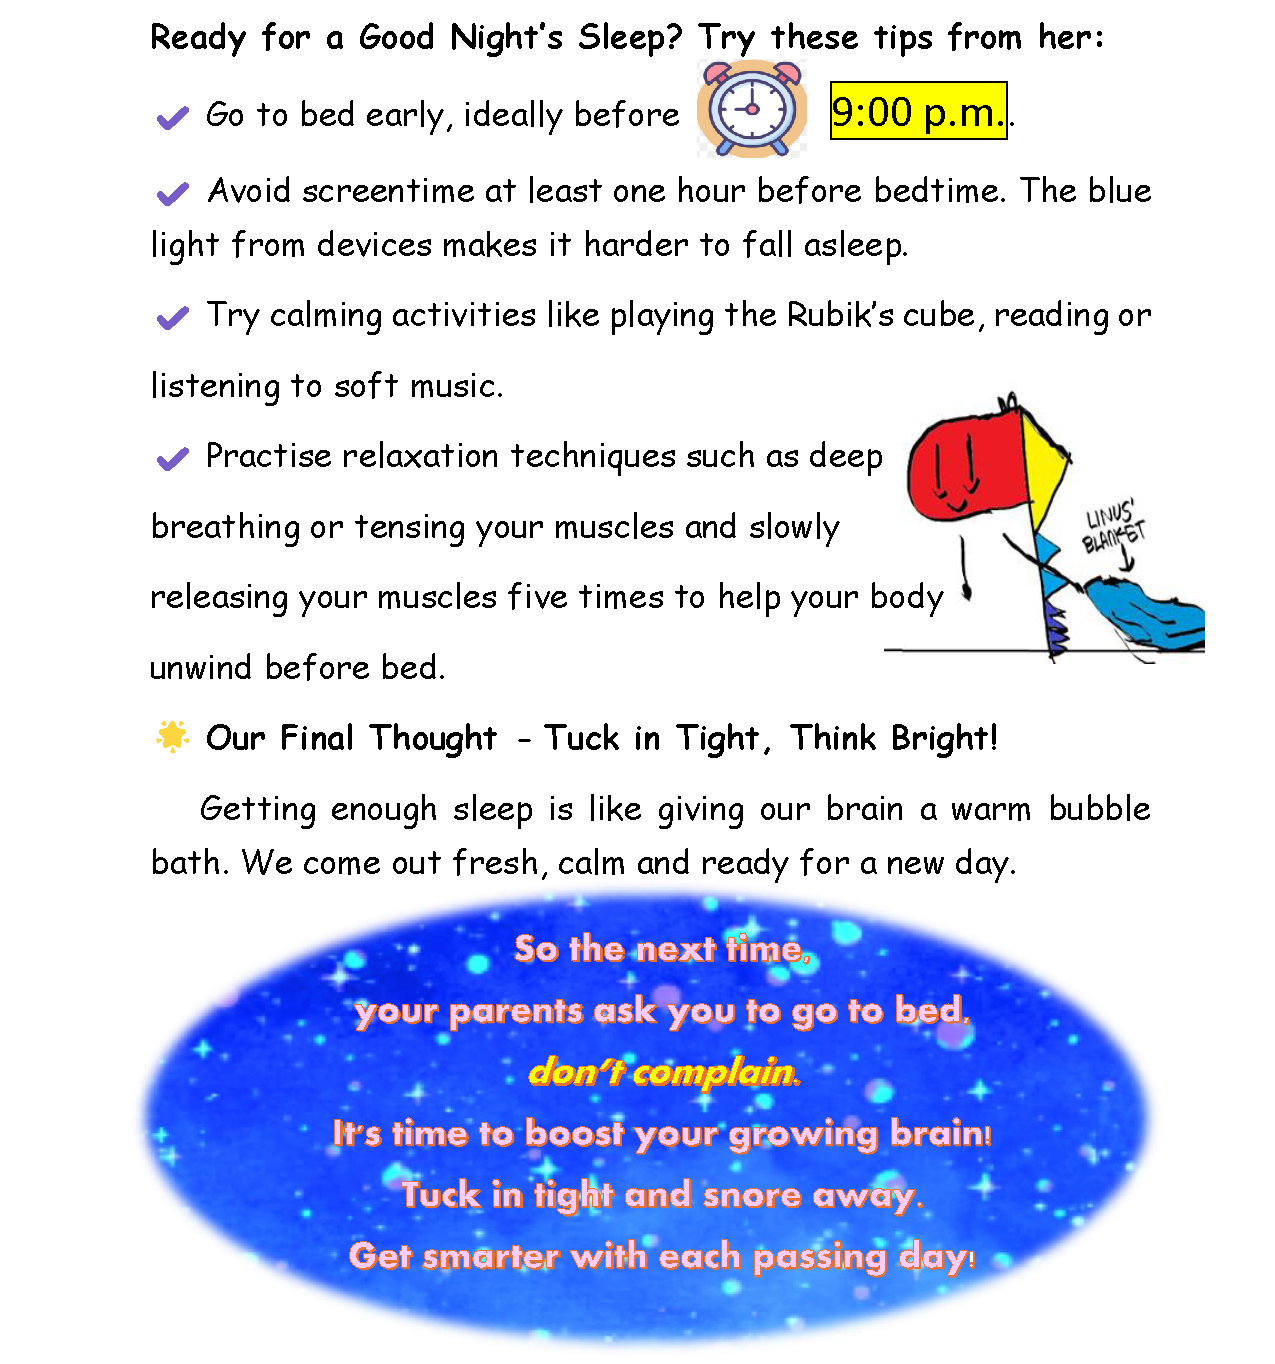 Ready for a Good Night's Sleep? Try these tips from her:
✔ Go to bed early, ideally before 9:00 p.m..
✔ Avoid screentime at least one hour before bedtime. The blue
light from devices makes it harder to fall asleep.
✔ Try calming activities like playing the Rubik's cube, reading or
listening to soft music.
✔ Practise relaxation techniques such as deep
breathing or tensing your muscles and slowly
releasing your muscles five times to help your body
unwind before bed.
LINUS'
BLANKET
🌟 Our Final Thought - Tuck in Tight, Think Bright!
Getting enough sleep is like giving our brain a warm bubble
bath. We come out fresh, calm and ready for a new day.
So the next time,
your parents ask you to go to bed,
don't complain.
It's time to boost your growing brain!
Tuck in tight and snore away.
Get smarter with each passing day!